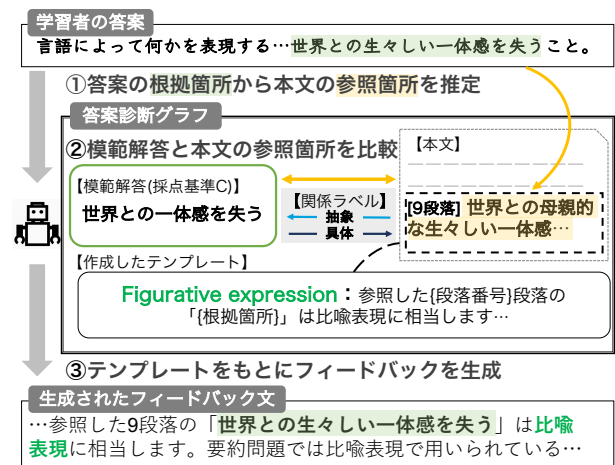 学習者の答案
言語によって何かを表現する…世界との生々しい一体感を失うこと。
①答案の根拠箇所から本文の参照箇所を推定
答案診断グラフ
②模範解答と本文の参照箇所を比較
【本文】
【模範解答(採点基準C)】
世界との一体感を失う
【関係ラベル】
抽象
具体
[9段落] 世界との母親的
な生々しい一体感…
【作成したテンプレート】
Figurative expression：参照した{段落番号}段落の
「{根拠箇所}」は比喩表現に相当します…
③テンプレートをもとにフィードバックを生成
生成されたフィードバック文
…参照した9段落の「世界との生々しい一体感を失う」は比喩
表現に相当します。要約問題では比喩表現で用いられている…